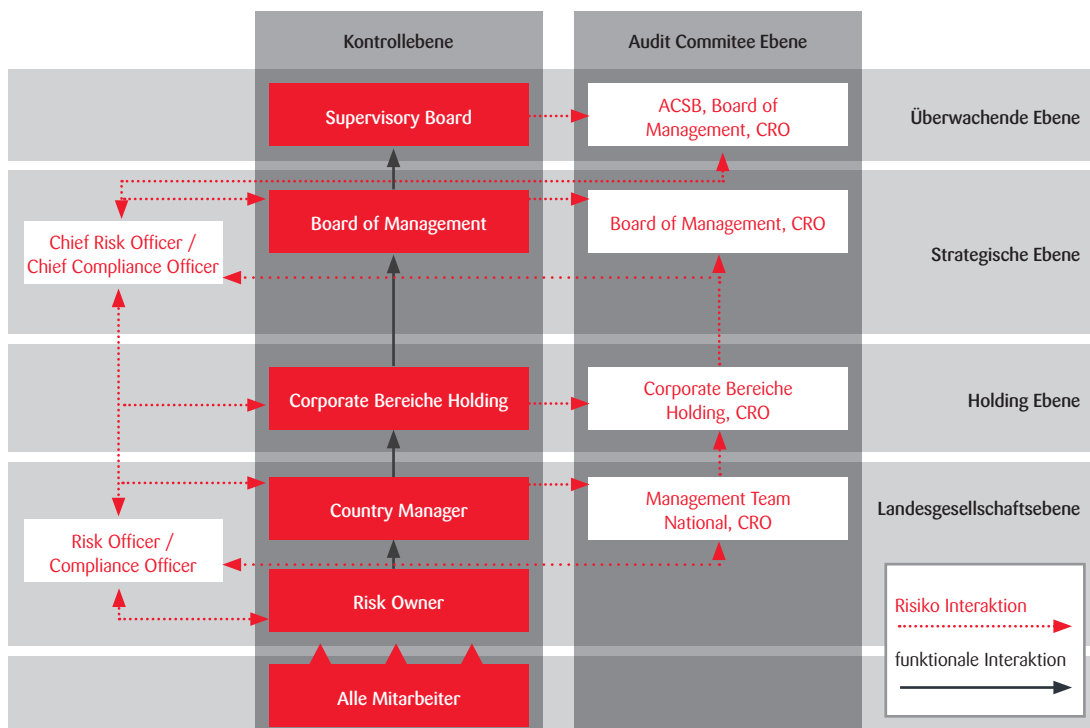 Kontrollebene
Audit Commitee Ebene
Supervisory Board
ACSB, Board of
Management, CRO
Überwachende Ebene
Board of Management
Board of Management, CRO
Chief Risk Officer /
Chief Compliance Officer
Strategische Ebene
Corporate Bereiche Holding
Corporate Bereiche
Holding, CRO
Holding Ebene
Country Manager
Management Team
National, CRO
Landesgesellschaftsebene
Risk Officer /
Compliance Officer
Risk Owner
Alle Mitarbeiter
Risiko Interaktion
funktionale Interaktion